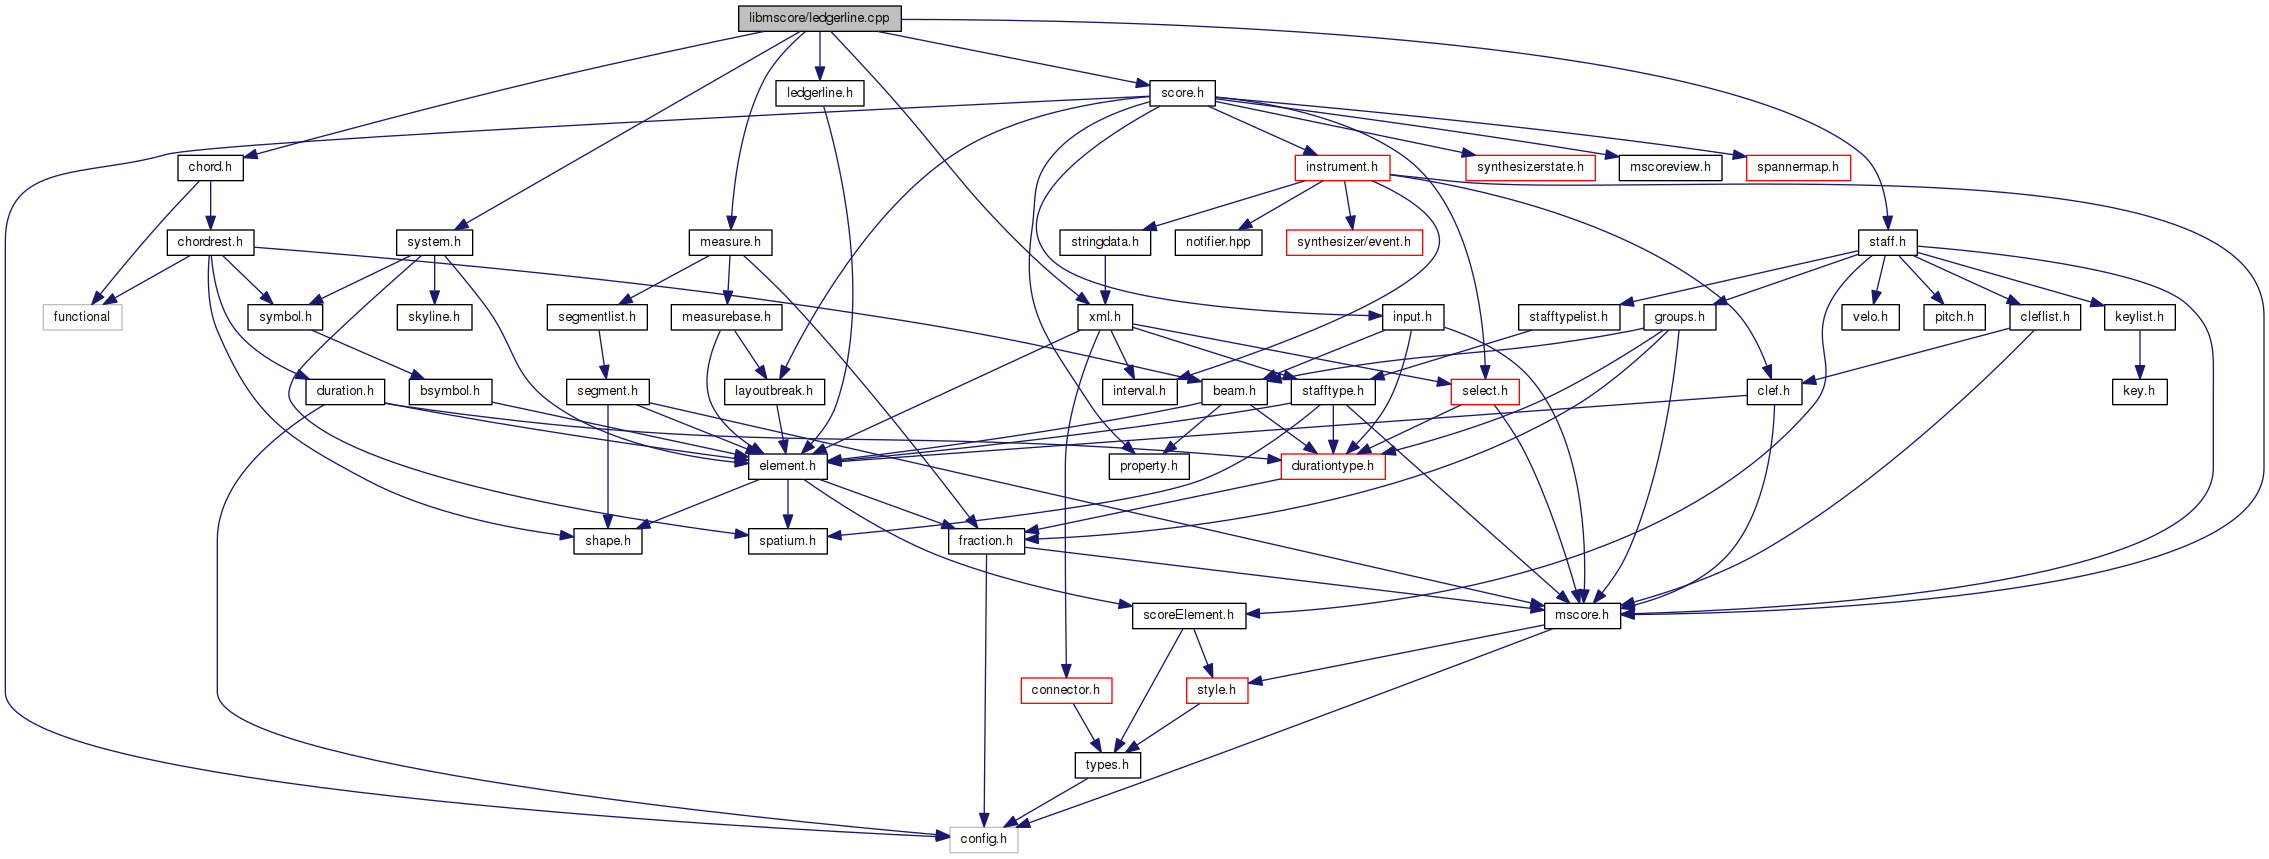 libmscore/ledgerline.cpp
ledgerline.h
score.h
chord.h
instrument.h
synthesizerstate.h
mscoreview.h
spannermap.h
chordrest.h
system.h
measure.h
stringdata.h
notifier.hpp
synthesizer/event.h
staff.h
functional
symbol.h
skyline.h
segmentlist.h
measurebase.h
xml.h
input.h
stafftypelist.h
groups.h
velo.h
pitch.h
cleflist.h
keylist.h
duration.h
bsymbol.h
segment.h
layoutbreak.h
interval.h
beam.h
stafftype.h
select.h
clef.h
key.h
element.h
property.h
durationtype.h
shape.h
spatium.h
fraction.h
scoreElement.h
mscore.h
connector.h
style.h
types.h
config.h